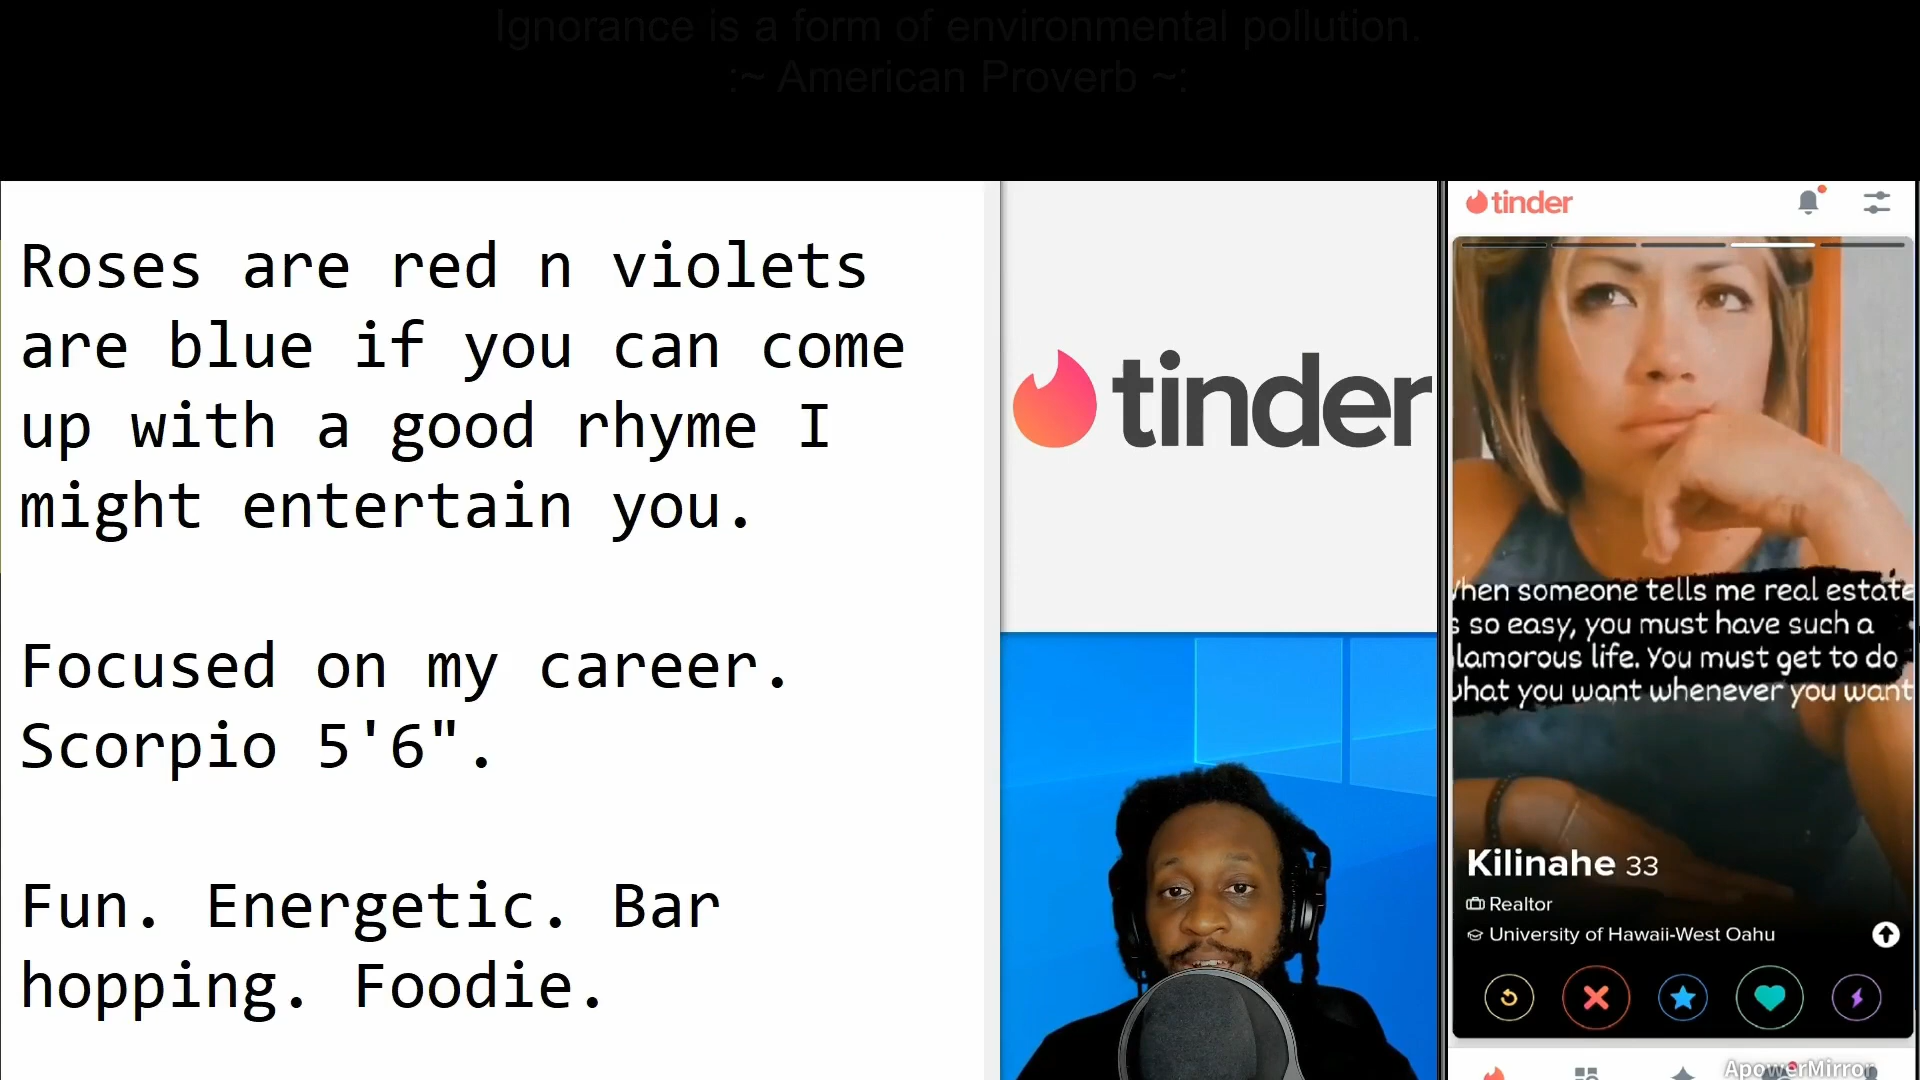 Ignorance is a form of environmental pollution.
:~ American Proverb ~:
Roses are red n violets
are blue if you can come
up with a good rhyme I
might entertain you.
Focused on my career.
Scorpio 5'6".
Fun. Energetic. Bar
hopping. Foodie.
tinder
tinder
hen someone tells me real estate
s so easy, you must have such a
lamorous life. You must get to do
hat you want whenever you want
Kilinahe 33
Realtor
University of Hawaii-West Oahu
ApowerMirror